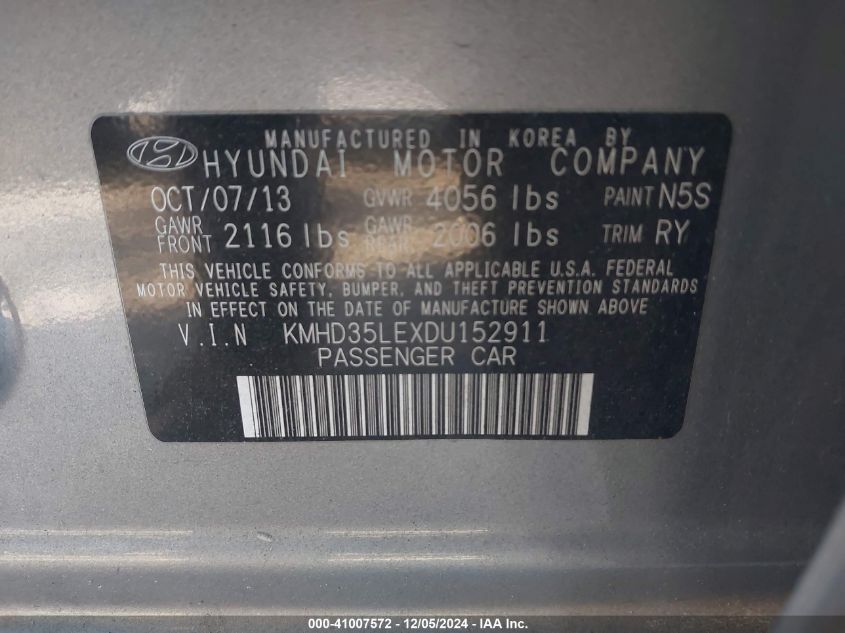 MANUFACTURED IN KOREA BY
HYUNDAI MOTOR COMPANY
OCT/07/13 GVWR 4056 lbs PAINT N5S
GAWR FRONT 2116 lbs GAWR REAR 2006 lbs TRIM RY
THIS VEHICLE CONFORMS TO ALL APPLICABLE U.S.A. FEDERAL
MOTOR VEHICLE SAFETY, BUMPER, AND THEFT PREVENTION STANDARDS
IN EFFECT ON THE DATE OF MANUFACTURE SHOWN ABOVE.
V.I.N KMHD35LEXDU152911
PASSENGER CAR
000-41007572 - 12/05/2024 - IAA Inc.